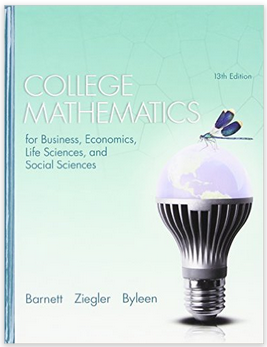 COLLEGE
MATHEMATICS
13th Edition
for Business, Economics,
Life Sciences, and
Social Sciences
Barnett Ziegler Byleen